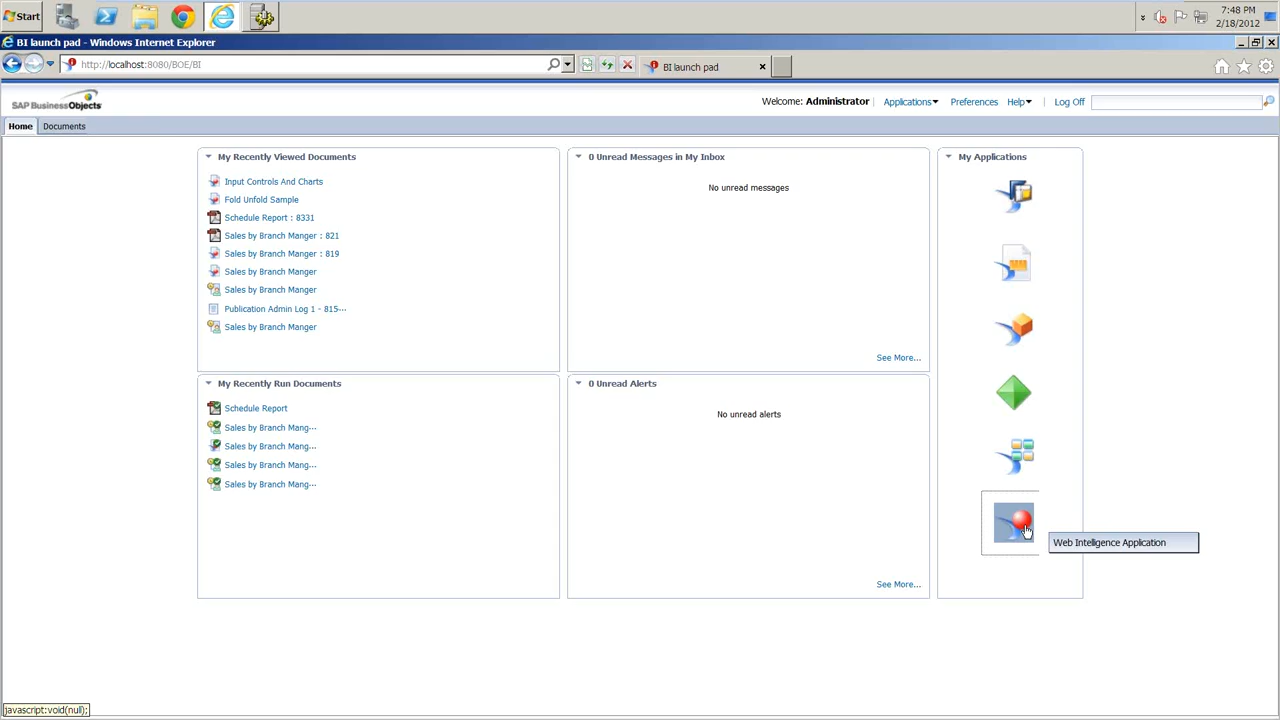 Start
7:48 PM
2/18/2012
BI launch pad - Windows Internet Explorer
http://localhost:8080/BOE/BI
BI launch pad
SAP BusinessObjects
Welcome: Administrator
Applications
Preferences
Help
Log Off
Home
Documents
My Recently Viewed Documents
Input Controls And Charts
Fold Unfold Sample
Schedule Report : 8331
Sales by Branch Manger : 821
Sales by Branch Manger : 819
Sales by Branch Manger
Sales by Branch Manger
Publication Admin Log 1 - 815···
Sales by Branch Manger
0 Unread Messages in My Inbox
No unread messages
See More...
My Applications
Web Intelligence Application
My Recently Run Documents
Schedule Report
Sales by Branch Mang···
Sales by Branch Mang···
Sales by Branch Mang···
Sales by Branch Mang···
0 Unread Alerts
No unread alerts
See More...
javascript:void(null);